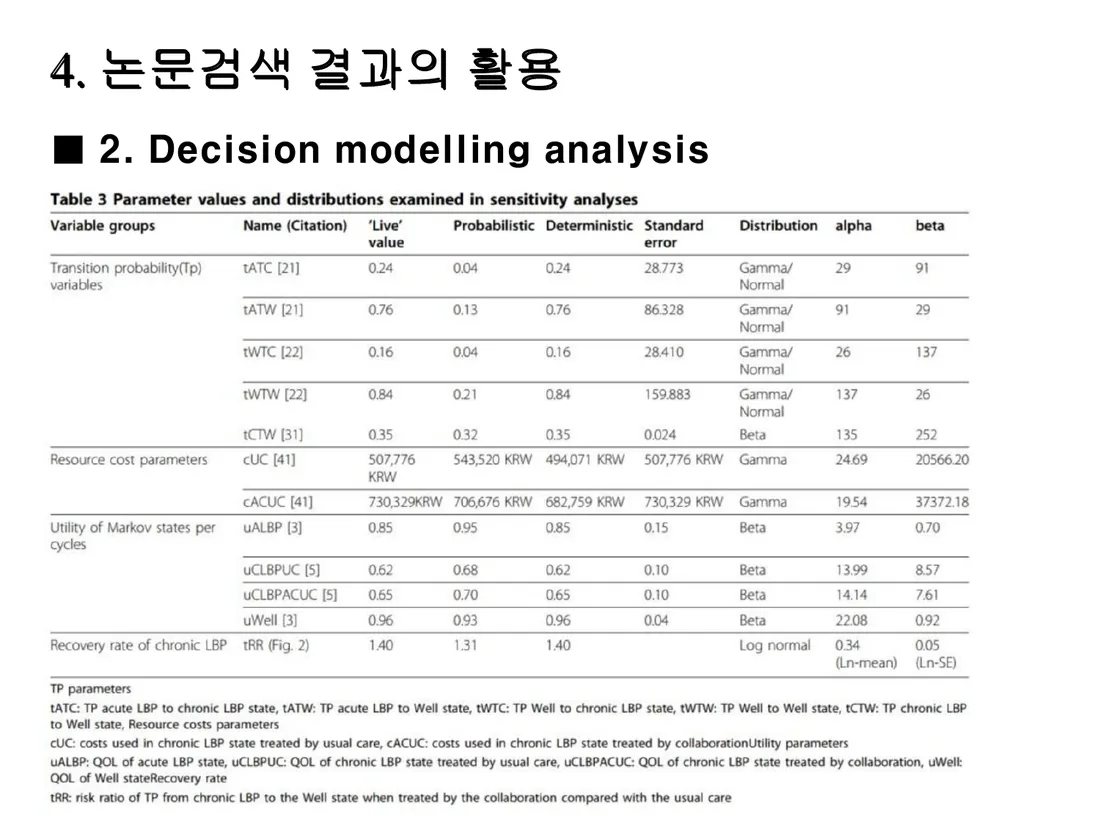 4. 논문검색 결과의 활용
■ 2. Decision modelling analysis
Table 3 Parameter values and distributions examined in sensitivity analyses
Variable groups Name (Citation) 'Live' value Probabilistic Deterministic Standard error Distribution alpha beta
Transition probability(Tp) variables tATC [21] 0.24 0.04 0.24 28.773 Gamma/ Normal 29 91
tATW [21] 0.76 0.13 0.76 86.328 Gamma/ Normal 91 29
tWTC [22] 0.16 0.04 0.16 28.410 Gamma/ Normal 26 137
tWTW [22] 0.84 0.21 0.84 159.883 Gamma/ Normal 137 26
tCTW [31] 0.35 0.32 0.35 0.024 Beta 135 252
Resource cost parameters cUC [41] 507,776 KRW 543,520 KRW 494,071 KRW 507,776 KRW Gamma 24.69 20566.20
cACUC [41] 730,329KRW 706,676 KRW 682,759 KRW 730,329 KRW Gamma 19.54 37372.18
Utility of Markov states per cycles uALBP [3] 0.85 0.95 0.85 0.15 Beta 3.97 0.70
uCLBPUC [5] 0.62 0.68 0.62 0.10 Beta 13.99 8.57
uCLBPACUC [5] 0.65 0.70 0.65 0.10 Beta 14.14 7.61
uWell [3] 0.96 0.93 0.96 0.04 Beta 22.08 0.92
Recovery rate of chronic LBP tRR (Fig. 2) 1.40 1.31 1.40 Log normal 0.34 (Ln-mean) 0.05 (Ln-SE)
TP parameters
tATC: TP acute LBP to chronic LBP state, tATW: TP acute LBP to Well state, tWTC: TP Well to chronic LBP state, tWTW: TP Well to Well state, tCTW: TP chronic LBP
to Well state, Resource costs parameters
cUC: costs used in chronic LBP state treated by usual care, cACUC: costs used in chronic LBP state treated by collaborationUtility parameters
uALBP: QOL of acute LBP state, uCLBPUC: QOL of chronic LBP state treated by usual care, uCLBPACUC: QOL of chronic LBP state treated by collaboration, uWell:
QOL of Well stateRecovery rate
tRR: risk ratio of TP from chronic LBP to the Well state when treated by the collaboration compared with the usual care